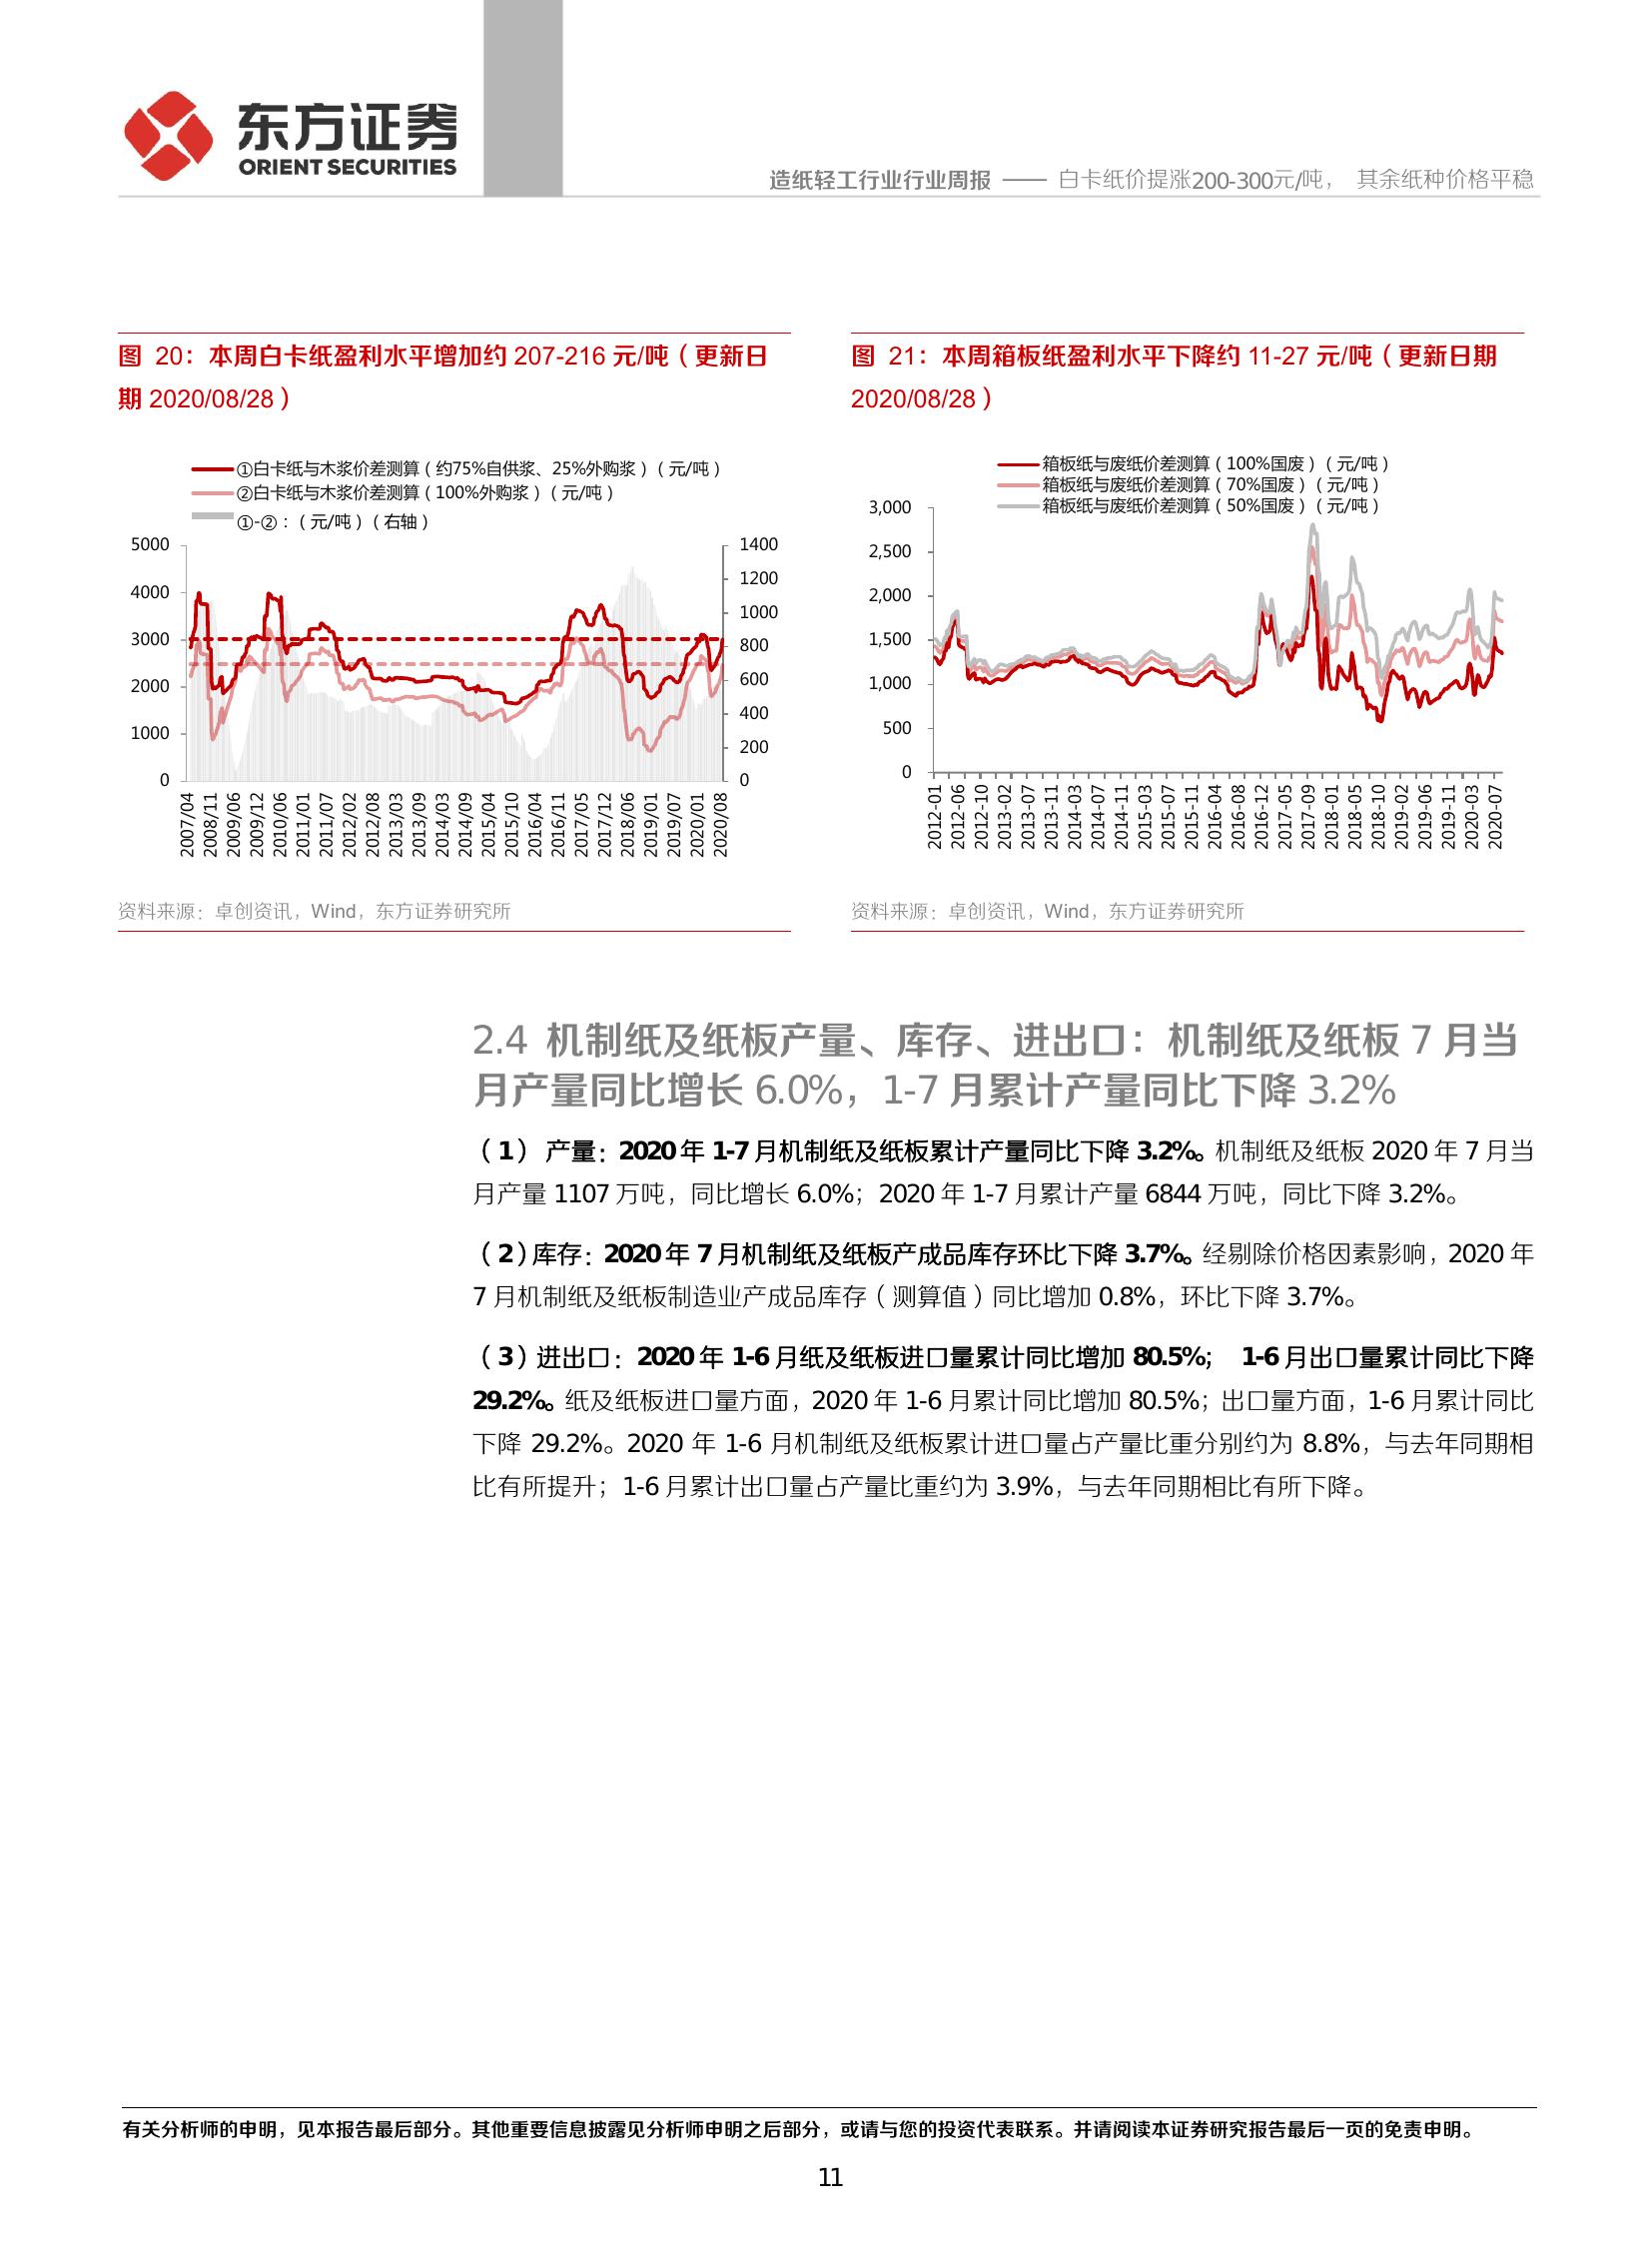 东方证券
ORIENT SECURITIES
造纸轻工行业行业周报 —— 白卡纸价提涨200-300元/吨， 其余纸种价格平稳
图 20：本周白卡纸盈利水平增加约 207-216 元/吨（更新日
期 2020/08/28）
①白卡纸与木浆价差测算（约75%自供浆、25%外购浆）（元/吨）
②白卡纸与木浆价差测算（100%外购浆）（元/吨）
①-②：（元/吨）（右轴）
5000
4000
3000
2000
1000
0
1400
1200
1000
800
600
400
200
0
2007/04
2008/11
2009/06
2009/12
2010/06
2011/01
2011/07
2012/02
2012/08
2013/03
2013/09
2014/03
2014/09
2015/04
2015/10
2016/04
2016/11
2017/05
2017/12
2018/06
2019/01
2019/07
2020/01
2020/08
资料来源：卓创资讯，Wind，东方证券研究所
图 21：本周箱板纸盈利水平下降约 11-27 元/吨（更新日期
2020/08/28）
箱板纸与废纸价差测算（100%国废）（元/吨）
箱板纸与废纸价差测算（70%国废）（元/吨）
箱板纸与废纸价差测算（50%国废）（元/吨）
3,000
2,500
2,000
1,500
1,000
500
0
2012-01
2012-06
2012-10
2013-02
2013-07
2013-11
2014-03
2014-07
2014-11
2015-03
2015-07
2015-11
2016-04
2016-08
2016-12
2017-05
2017-09
2018-01
2018-05
2018-10
2019-02
2019-06
2019-11
2020-03
2020-07
资料来源：卓创资讯，Wind，东方证券研究所
2.4 机制纸及纸板产量、库存、进出口：机制纸及纸板 7 月当
月产量同比增长 6.0%，1-7 月累计产量同比下降 3.2%
（1） 产量：2020 年 1-7 月机制纸及纸板累计产量同比下降 3.2%。机制纸及纸板 2020 年 7 月当
月产量 1107 万吨，同比增长 6.0%；2020 年 1-7 月累计产量 6844 万吨，同比下降 3.2%。
（2）库存：2020 年 7 月机制纸及纸板产成品库存环比下降 3.7%。经剔除价格因素影响，2020 年
7 月机制纸及纸板制造业产成品库存（测算值）同比增加 0.8%，环比下降 3.7%。
（3）进出口：2020 年 1-6 月纸及纸板进口量累计同比增加 80.5%； 1-6 月出口量累计同比下降
29.2%。纸及纸板进口量方面，2020 年 1-6 月累计同比增加 80.5%；出口量方面，1-6 月累计同比
下降 29.2%。2020 年 1-6 月机制纸及纸板累计进口量占产量比重分别约为 8.8%，与去年同期相
比有所提升；1-6 月累计出口量占产量比重约为 3.9%，与去年同期相比有所下降。
有关分析师的申明，见本报告最后部分。其他重要信息披露见分析师申明之后部分，或请与您的投资代表联系。并请阅读本证券研究报告最后一页的免责申明。
11